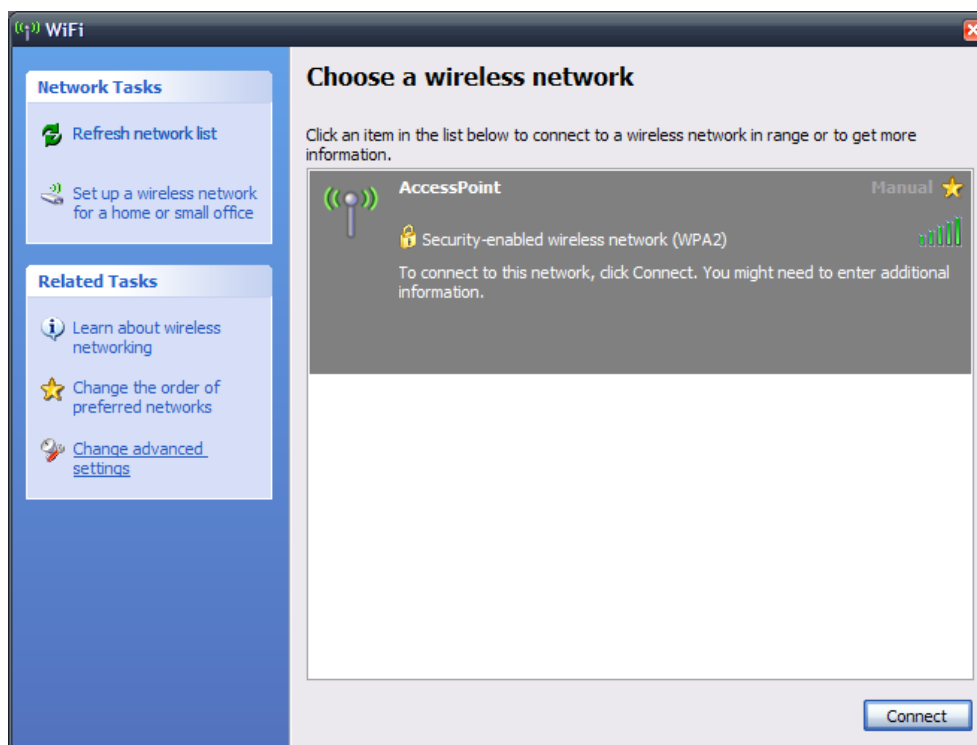 WiFi
Network Tasks
Refresh network list
Set up a wireless network
for a home or small office
Related Tasks
Learn about wireless
networking
Change the order of
preferred networks
Change advanced
settings
Choose a wireless network
Click an item in the list below to connect to a wireless network in range or to get more
information.
AccessPoint
Manual
Security-enabled wireless network (WPA2)
To connect to this network, click Connect. You might need to enter additional
information.
Connect